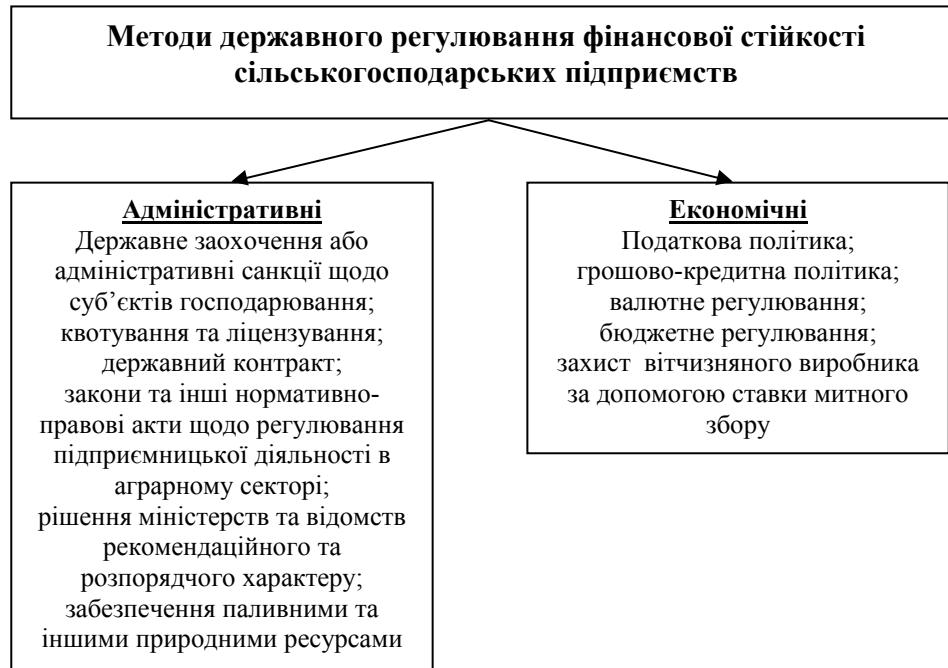 Методи державного регулювання фінансової стійкості
сільськогосподарських підприємств
Адміністративні
Державне заохочення або
адміністративні санкції щодо
суб’єктів господарювання;
квотування та ліцензування;
державний контракт;
закони та інші нормативно-
правові акти щодо регулювання
підприємницької діяльності в
аграрному секторі;
рішення міністерств та відомств
рекомендаційного та
розпорядчого характеру;
забезпечення паливними та
іншими природними ресурсами
Економічні
Податкова політика;
грошово-кредитна політика;
валютне регулювання;
бюджетне регулювання;
захист вітчизняного виробника
за допомогою ставки митного
збору